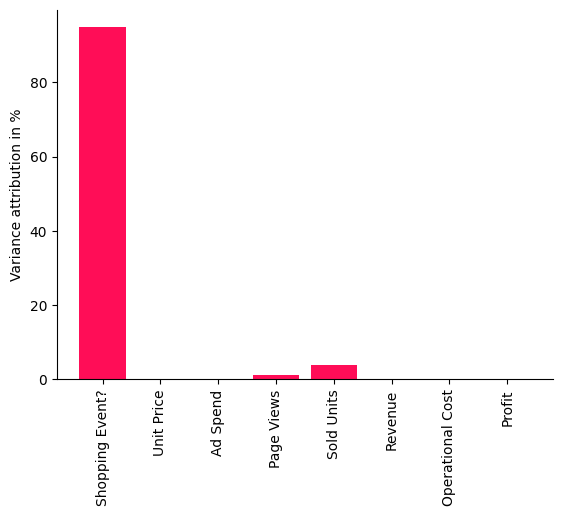 Variance attribution in %
80
60
40
20
0
Shopping Event?
Unit Price
Ad Spend
Page Views
Sold Units
Revenue
Operational Cost
Profit